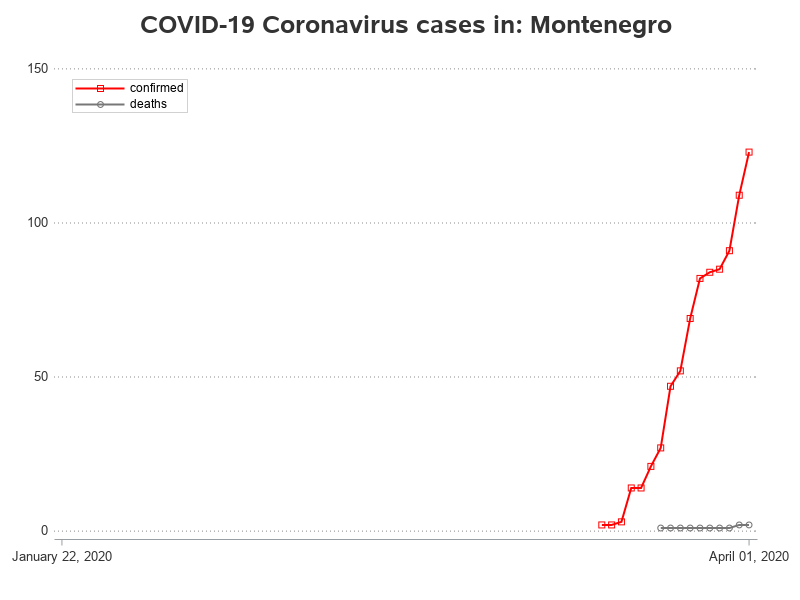 COVID-19 Coronavirus cases in: Montenegro
150
confirmed
deaths
100
50
0
January 22, 2020
April 01, 2020